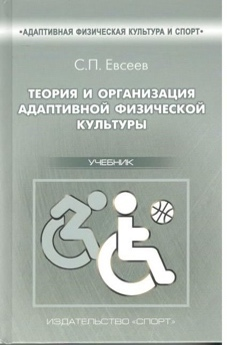 •АДАПТИВНАЯ ФИЗИЧЕСКАЯ КУЛЬТУРА И СПОРТ•
С.П. Евсеев
ТЕОРИЯ И ОРГАНИЗАЦИЯ
АДАПТИВНОЙ ФИЗИЧЕСКОЙ
КУЛЬТУРЫ
УЧЕБНИК
ИЗДАТЕЛЬСТВО «СПОРТ»